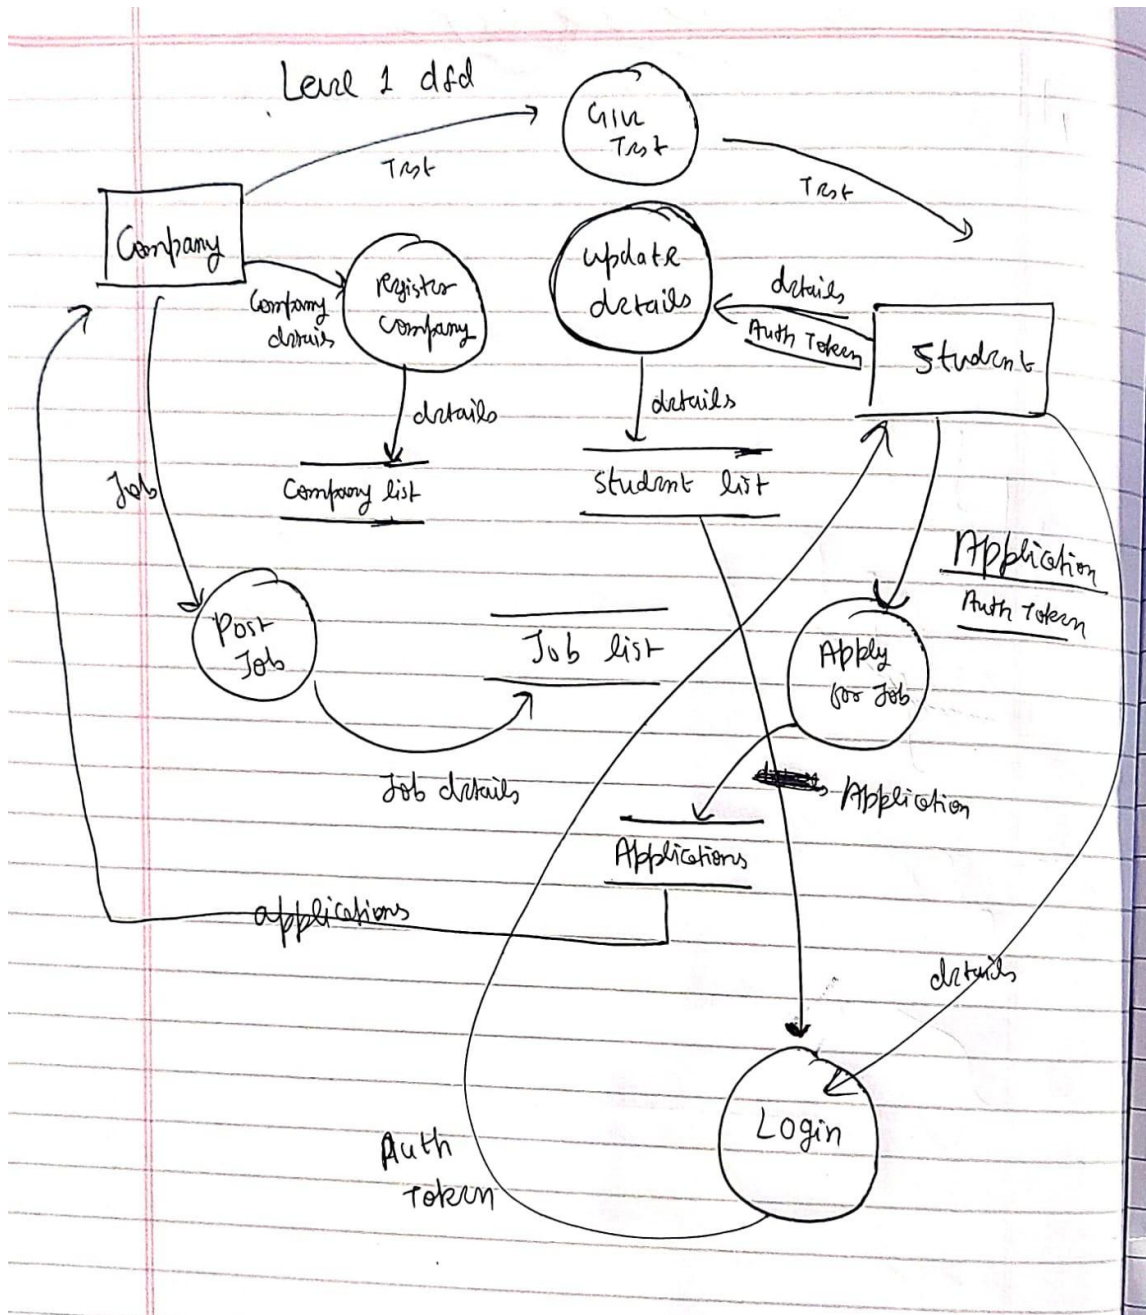 Level 1 dfd
Give
Test
Test
Test
Company
register
company
update
details
Company
details
details
Auth Token
Student
details
details
Job
Company list
Student list
Application
Auth Token
Post
Job
Job list
Apply
for Job
Job details
Application
Applications
applications
details
Login
Auth
Token